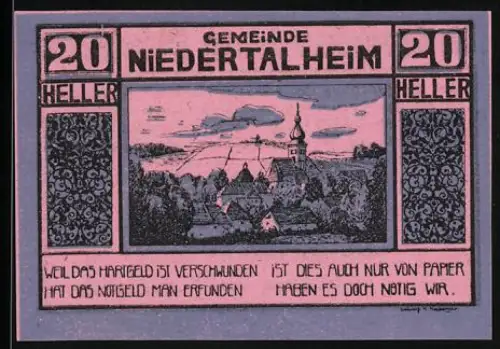 20 GEMEINDE 20
NIEDERTALHEIM
HELLER HELLER
WEIL DAS HARTGELD IST VERSCHWUNDEN IST DIES AUCH NUR VON PAPIER
HAT DAS NOTGELD MAN ERFUNDEN HABEN ES DOCH NÖTIG WIR.